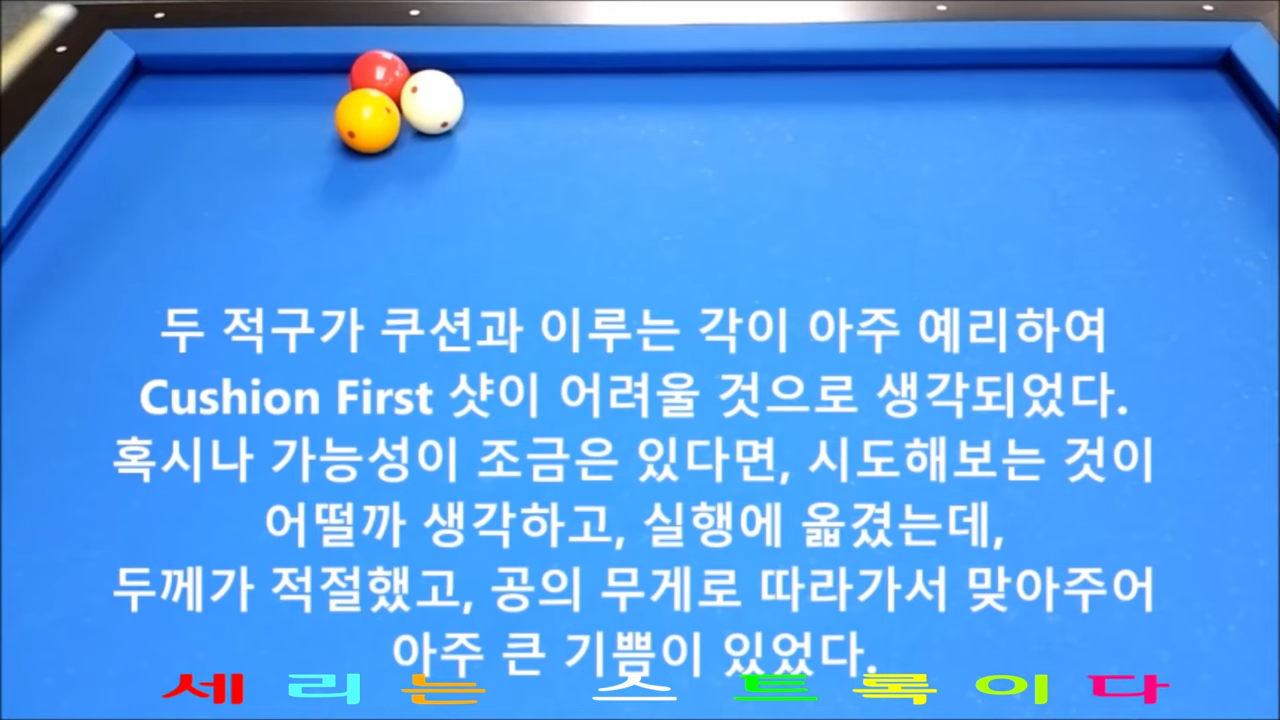 두 적구가 쿠션과 이루는 각이 아주 예리하여
Cushion First 샷이 어려울 것으로 생각되었다.
혹시나 가능성이 조금은 있다면, 시도해보는 것이
어떨까 생각하고, 실행에 옯겼는데,
두께가 적절했고, 공의 무게로 따라가서 맞아주어
아주 큰 기쁨이 있었다.
세리는 스트록이다